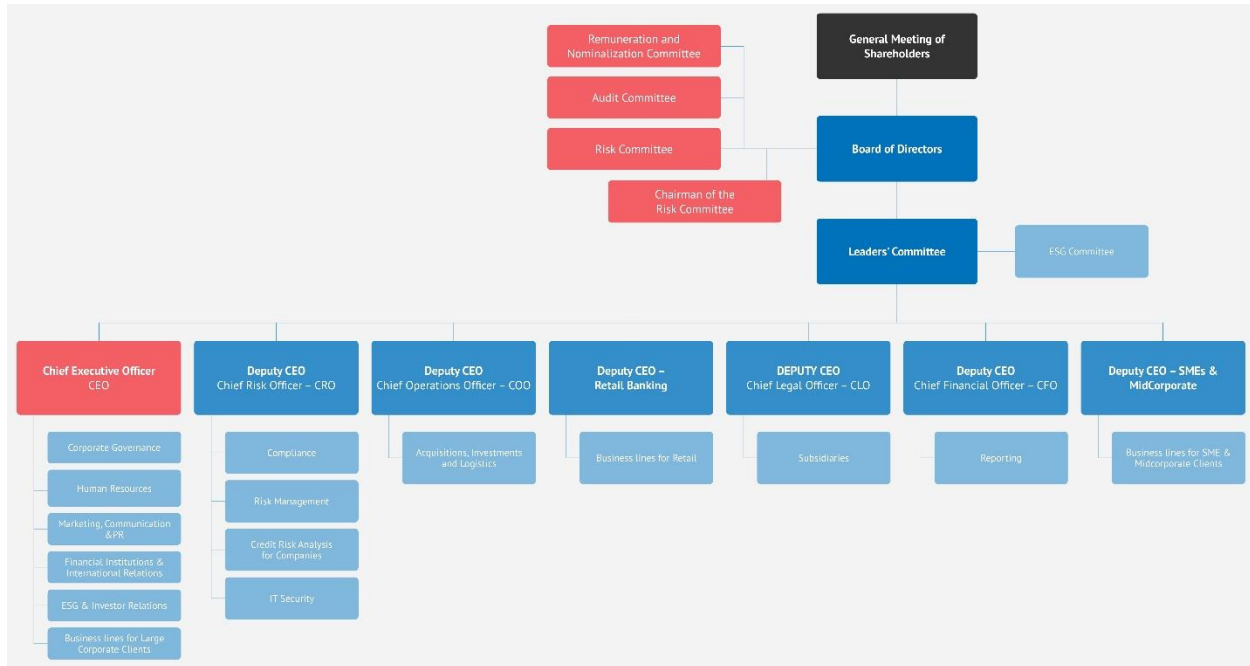 Remuneration and
Nominalization Committee
General Meeting of
Shareholders
Audit Committee
Risk Committee
Board of Directors
Chairman of the
Risk Committee
Leaders' Committee
ESG Committee
Chief Executive Officer
CEO
Deputy CEO
Chief Risk Officer – CRO
Deputy CEO
Chief Operations Officer – COO
Deputy CEO –
Retail Banking
DEPUTY CEO
Chief Legal Officer – CLO
Deputy CEO
Chief Financial Officer – CFO
Deputy CEO – SMEs &
MidCorporate
Corporate Governance
Human Resources
Marketing, Communication
&PR
Financial Institutions &
International Relations
ESG & Investor Relations
Business lines for Large
Corporate Clients
Compliance
Risk Management
Credit Risk Analysis
for Companies
IT Security
Acquisitions, Investments
and Logistics
Business lines for Retail
Subsidiaries
Reporting
Business lines for SME &
Midcorporate Clients